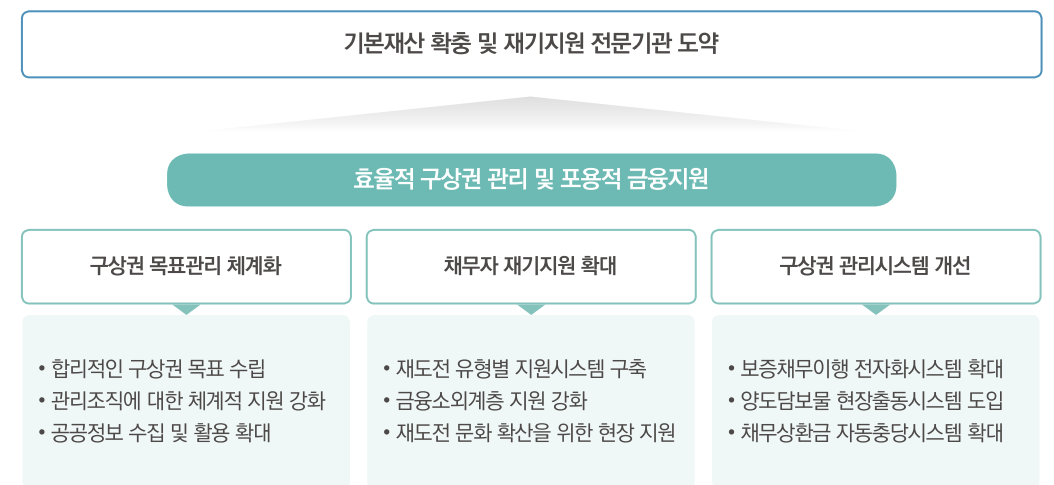 기본재산 확충 및 재기지원 전문기관 도약
효율적 구상권 관리 및 포용적 금융지원
구상권 목표관리 체계화
• 합리적인 구상권 목표 수립
• 관리조직에 대한 체계적 지원 강화
• 공공정보 수집 및 활용 확대
채무자 재기지원 확대
• 재도전 유형별 지원시스템 구축
• 금융소외계층 지원 강화
• 재도전 문화 확산을 위한 현장 지원
구상권 관리시스템 개선
• 보증채무이행 전자화시스템 확대
• 양도담보물 현장출동시스템 도입
• 채무상환금 자동충당시스템 확대